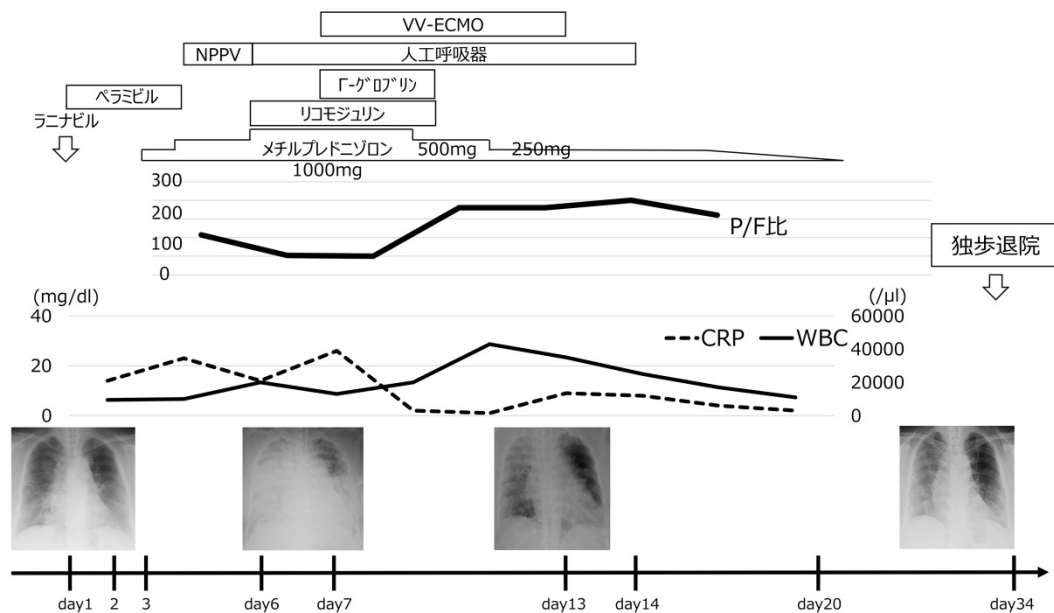 VV-ECMO
NPPV
人工呼吸器
Γ-ｸﾞﾛﾌﾞﾘﾝ
ペラミビル
リコモジュリン
ラニナビル
メチルプレドニゾロン
1000mg
500mg
250mg
300
200
100
0
P/F比
独歩退院
(mg/dl)
(/μl)
40
20
0
CRP
WBC
60000
40000
20000
0
day1
2
3
day6
day7
day13
day14
day20
day34